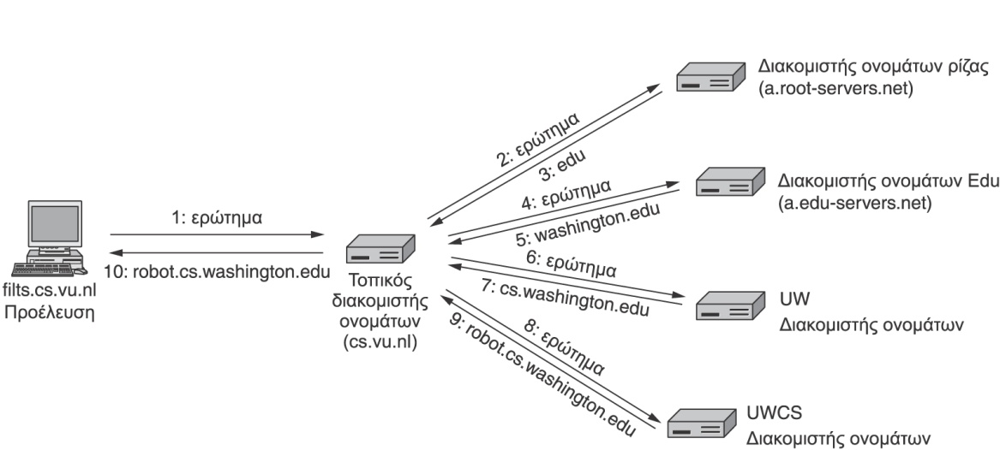 Διακομιστής ονομάτων ρίζας
(a.root-servers.net)
2: ερώτημα
3: edu
Διακομιστής ονομάτων Edu
(a.edu-servers.net)
4: ερώτημα
5: washington.edu
1: ερώτημα
10: robot.cs.washington.edu
filts.cs.vu.nl
Προέλευση
Τοπικός
διακομιστής
ονομάτων
(cs.vu.nl)
6: ερώτημα
7: cs.washington.edu
UW
Διακομιστής ονομάτων
8: ερώτημα
9: robot.cs.washington.edu
UWCS
Διακομιστής ονομάτων